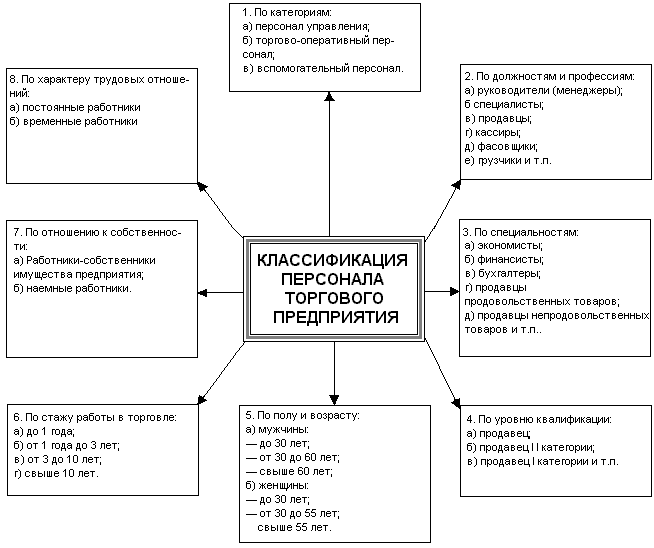 1. По категориям:
а) персонал управления;
б) торгово-оперативный пер-
сонал;
в) вспомогательный персонал.
2. По должностям и профессиям:
а) руководители (менеджеры);
б специалисты;
в) продавцы;
г) кассиры;
д) фасовщики;
е) грузчики и т.п.
3. По специальностям:
а) экономисты;
б) финансисты;
в) бухгалтеры;
г) продавцы
продовольственных товаров;
д) продавцы непродовольственных
товаров и т.п..
4. По уровню квалификации:
а) продавец;
б) продавец I I категории;
в) продавец I категории и т.п.
5. По полу и возрасту:
а) мужчины:
— до 30 лет;
— от 30 до 60 лет;
— свыше 60 лет;
б) женщины:
— до 30 лет;
— от 30 до 55 лет;
свыше 55 лет.
6. По стажу работы в торговле:
а) до 1 года;
б) от 1 года до 3 лет;
в) от 3 до 10 лет;
г) свыше 10 лет.
7. По отношению к собственнос-
ти:
а) Работники-собственники
имущества предприятия;
б) наемные работники.
8. По характеру трудовых отноше-
ний:
а) постоянные работники
б) временные работники
КЛАССИФИКАЦИЯ
ПЕРСОНАЛА
ТОРГОВОГО
ПРЕДПРИЯТИЯ